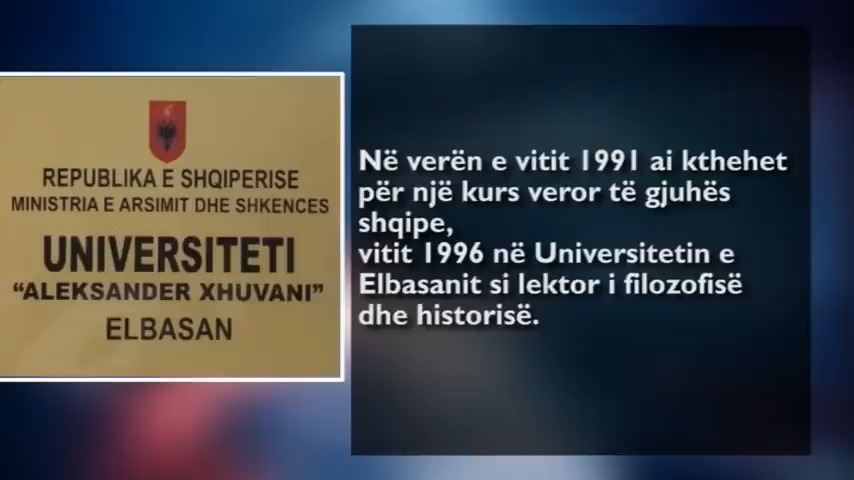 REPUBLIKA E SHQIPERISE
MINISTRIA E ARSIMIT DHE SHKENCES
UNIVERSITETI
“ALEKSANDER XHUVANI”
ELBASAN
Në verën e vitit 1991 ai kthehet
për një kurs veror të gjuhës
shqipe,
vitit 1996 në Universitetin e
Elbasanit si lektor i filozofisë
dhe historisë.